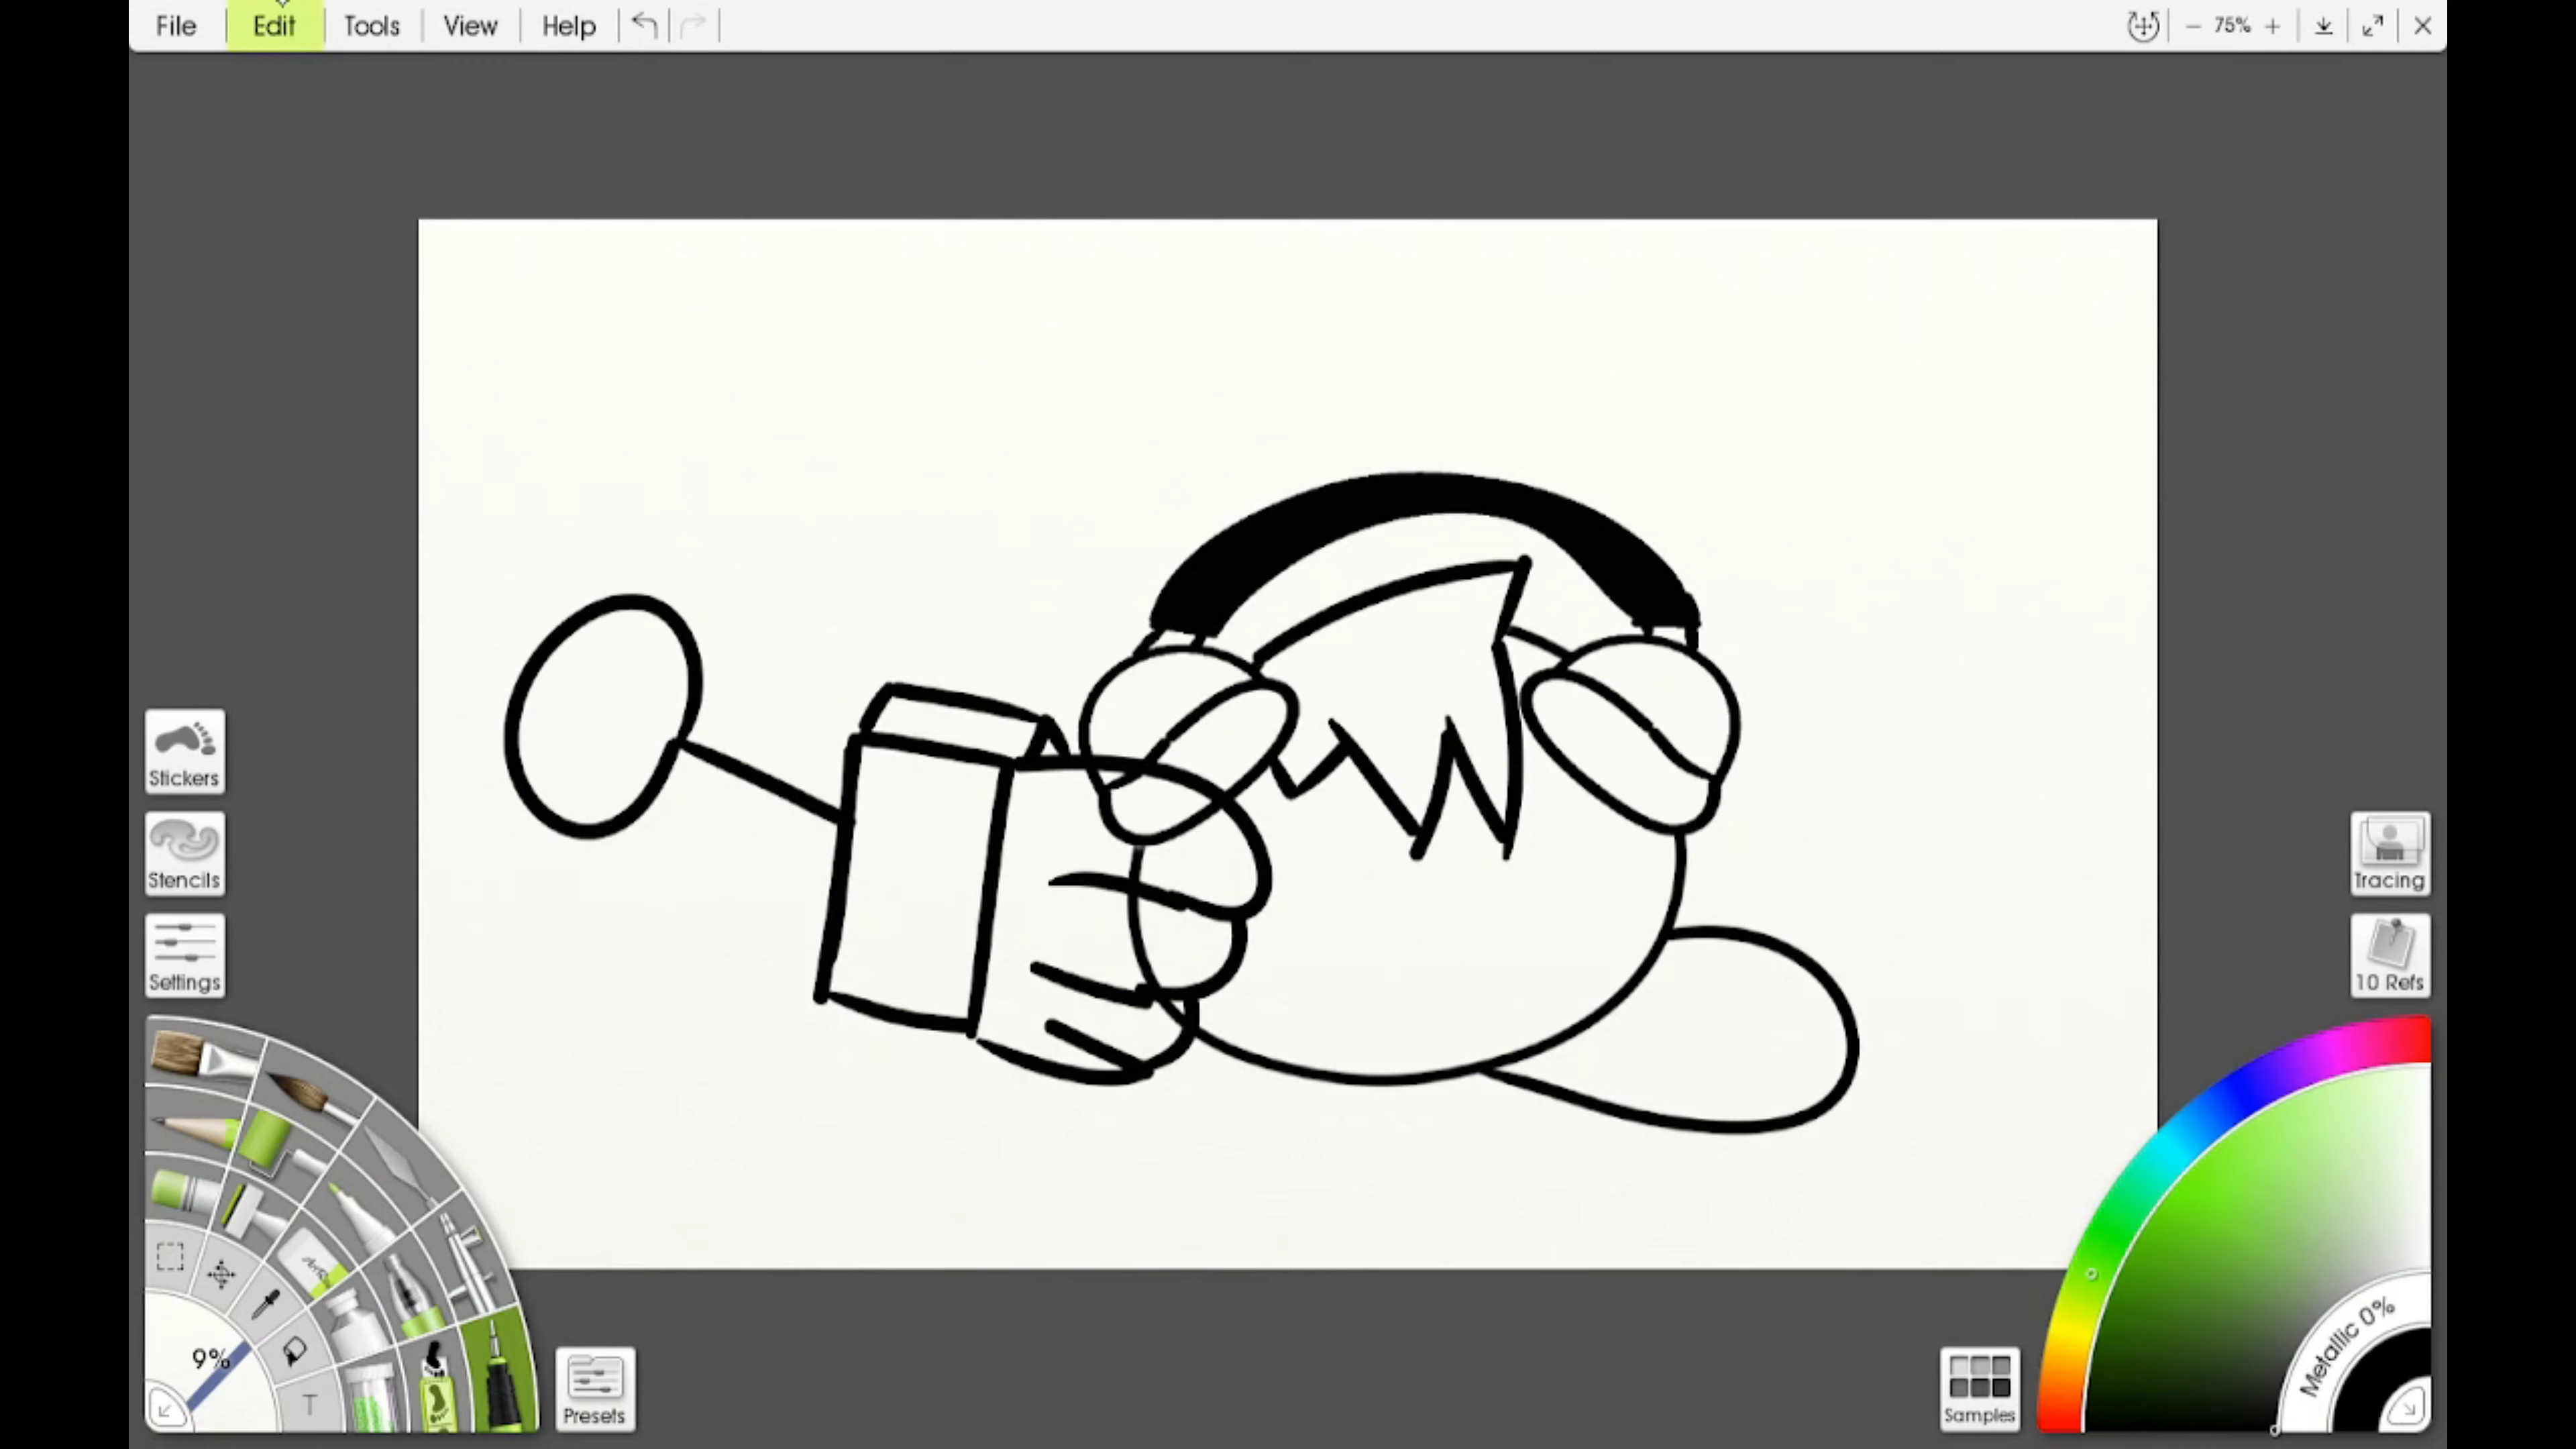 File Edit Tools View Help 75%
Stickers
Stencils
Settings
Tracing
10 Refs
9%
Presets
Samples
Metallic 0%
T